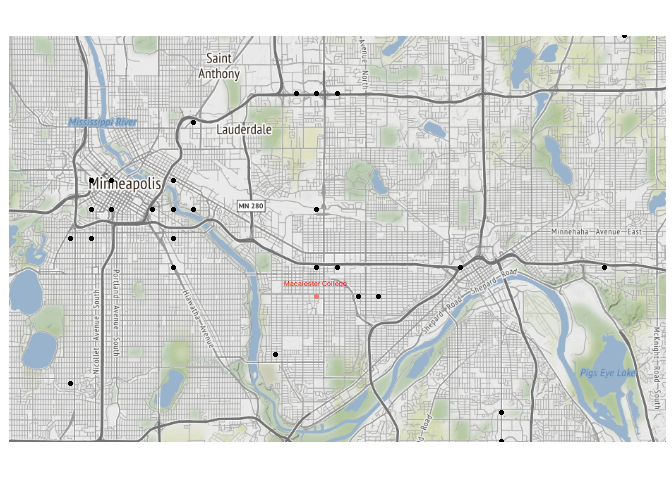 Saint
Anthony
Avenue—North
Mississippi River
Lauderdale
Minneapolis
MN 280
Minnehaha—Avenue—East
Macalester College
Shepard—Road—Shepard—Road
Nicollet—Avenue—South
Portland—Avenue—South
Hiawatha—Avenue
Pigs Eye Lake
McKnight—Road—South
d—Road